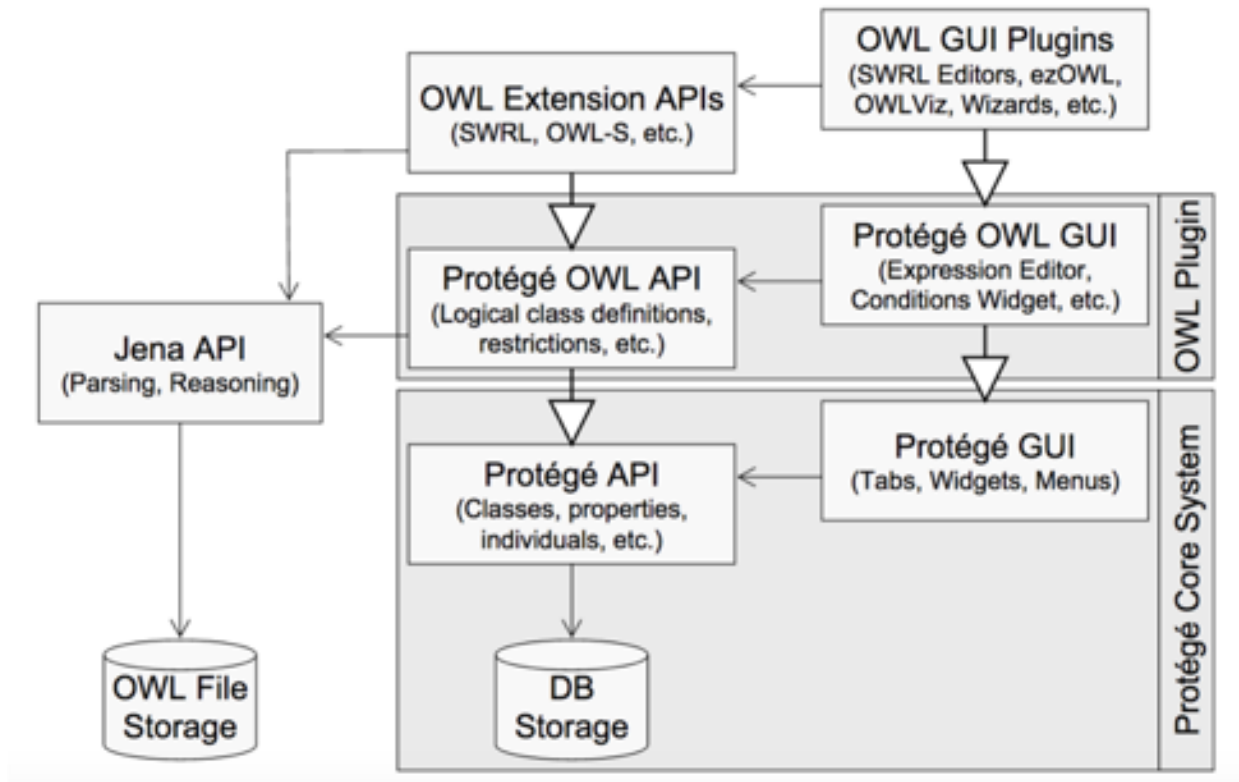 OWL GUI Plugins
(SWRL Editors, ezOWL,
OWLViz, Wizards, etc.)
OWL Extension APIs
(SWRL, OWL-S, etc.)
Protégé OWL GUI
(Expression Editor,
Conditions Widget, etc.)
OWL Plugin
Protégé OWL API
(Logical class definitions,
restrictions, etc.)
Jena API
(Parsing, Reasoning)
Protégé GUI
(Tabs, Widgets, Menus)
Protégé Core System
Protégé API
(Classes, properties,
individuals, etc.)
OWL File
Storage
DB
Storage